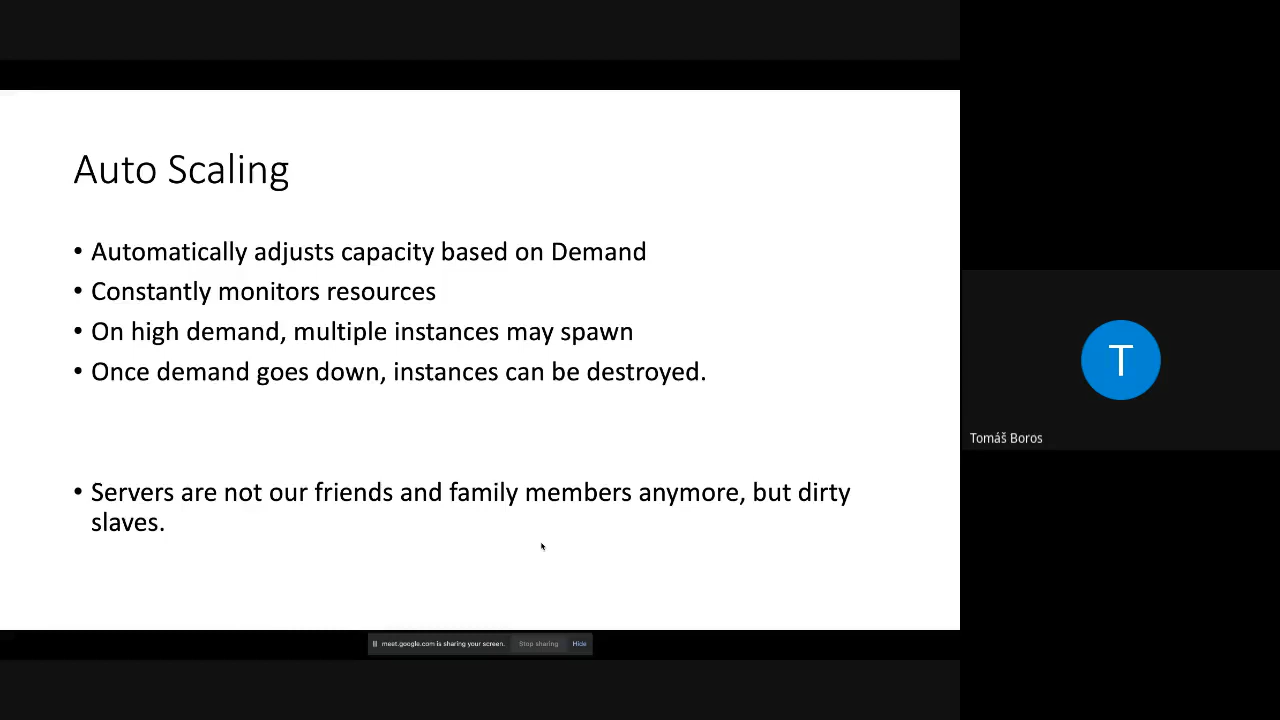 Auto Scaling
• Automatically adjusts capacity based on Demand
• Constantly monitors resources
• On high demand, multiple instances may spawn
• Once demand goes down, instances can be destroyed.
• Servers are not our friends and family members anymore, but dirty
slaves.
T
Tomáš Boros
meet.google.com is sharing your screen. Stop sharing Hide